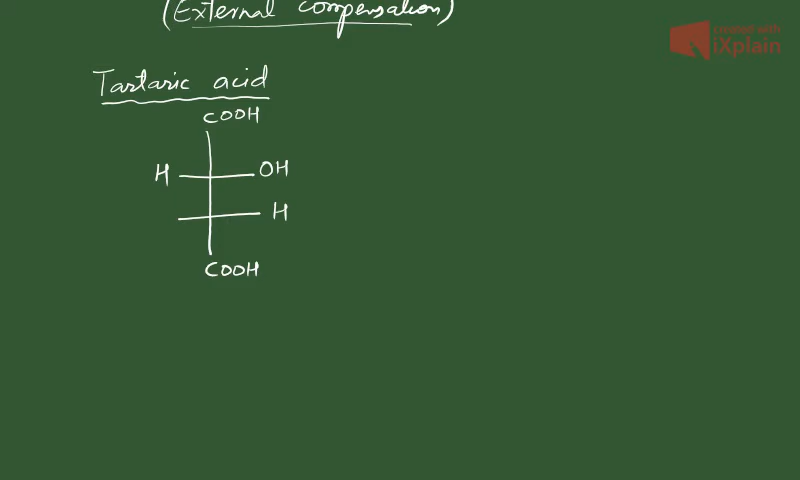 (External compensation)
created with
iXplain
Tartaric acid
COOH
H OH
H
COOH